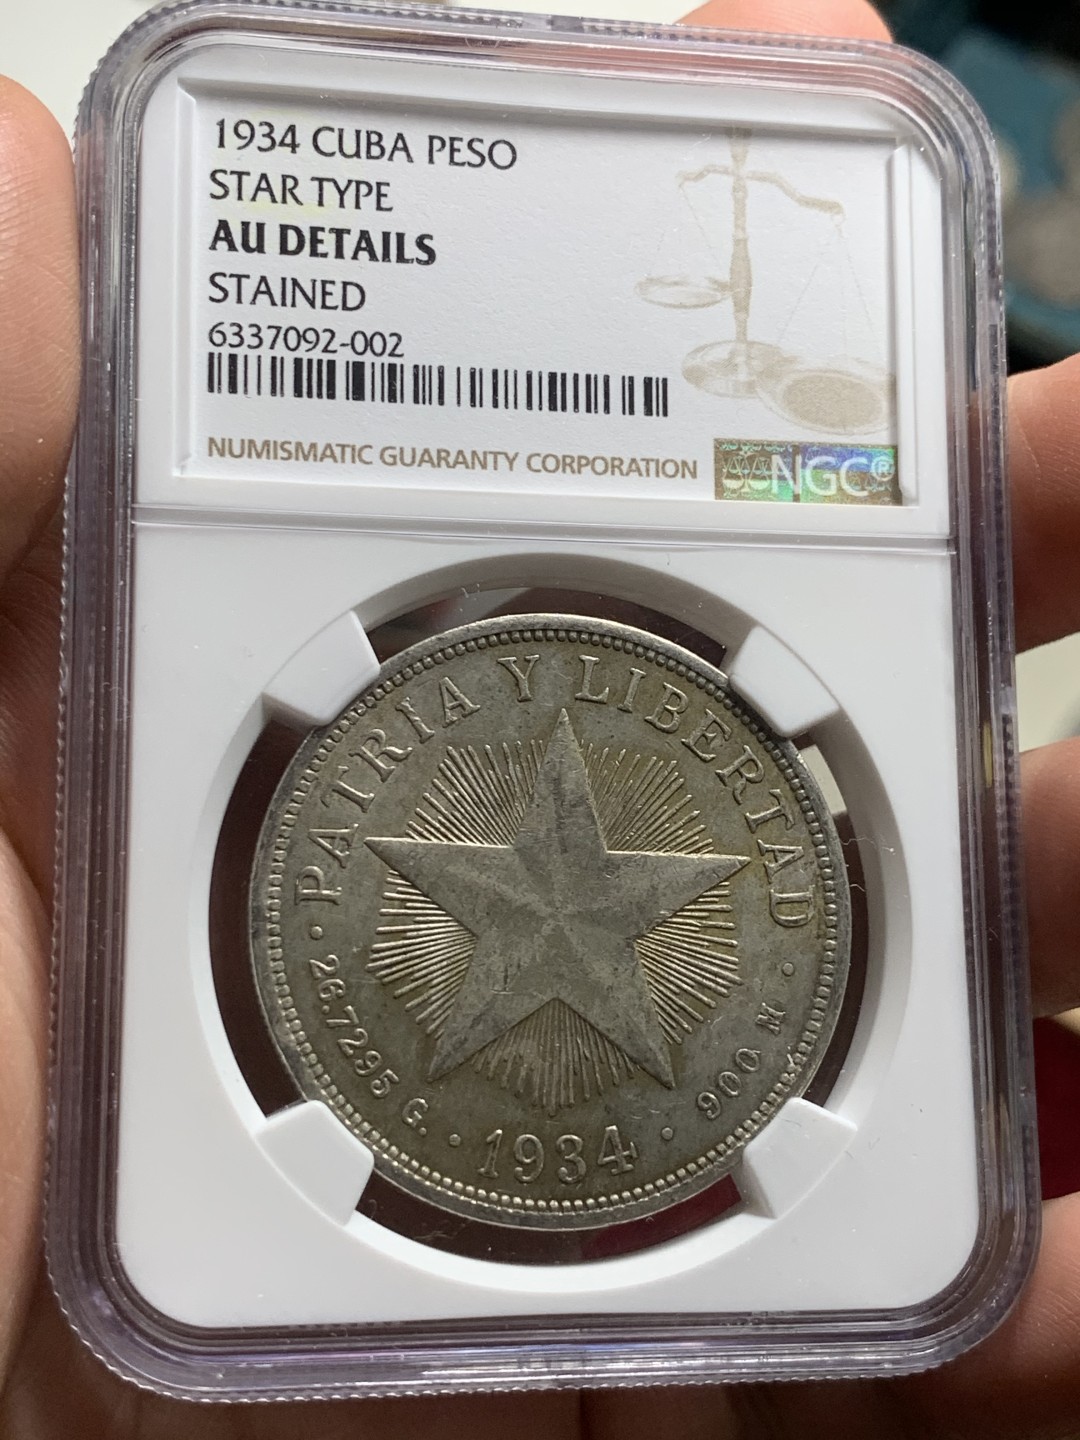 1934 CUBA PESO
STAR TYPE
AU DETAILS
STAINED
6337092-002
NUMISMATIC GUARANTY CORPORATION
NGC®
PATRIA Y LIBERTAD
· 26.7295 G. · 1934 · 900 M ·